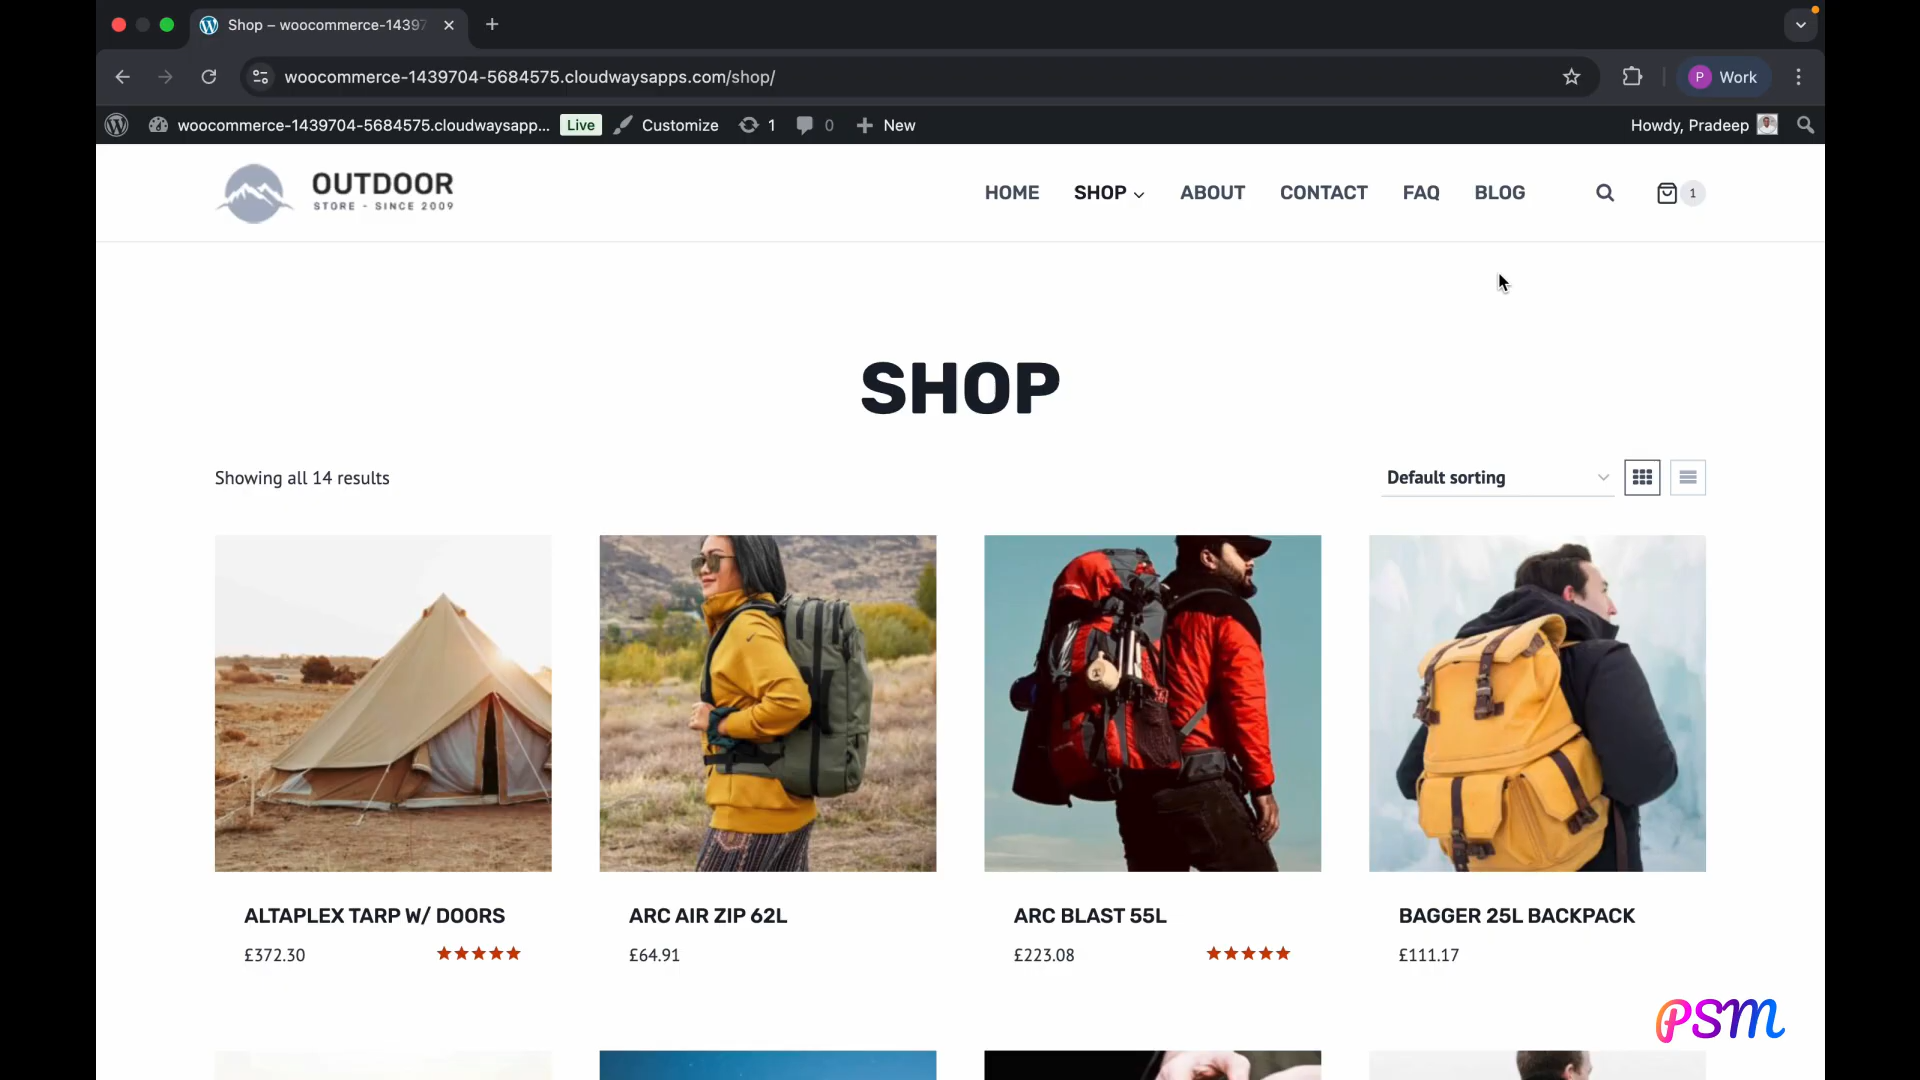 Shop – woocommerce-14397
woocommerce-1439704-5684575.cloudwaysapps.com/shop/
P Work
woocommerce-1439704-5684575.cloudwaysapp... Live Customize 1 0 New
Howdy, Pradeep
OUTDOOR
STORE - SINCE 2009
HOME SHOP ABOUT CONTACT FAQ BLOG 1
SHOP
Showing all 14 results
Default sorting
ALTAPLEX TARP W/ DOORS
£372.30
ARC AIR ZIP 62L
£64.91
ARC BLAST 55L
£223.08
BAGGER 25L BACKPACK
£111.17
PSM